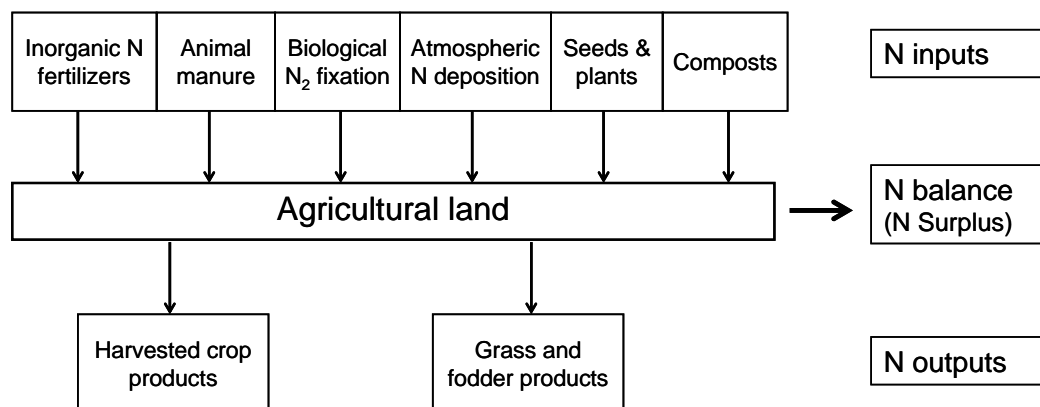 Inorganic N
fertilizers
Animal
manure
Biological
N₂ fixation
Atmospheric
N deposition
Seeds &
plants
Composts
N inputs
Agricultural land
N balance
(N Surplus)
Harvested crop
products
Grass and
fodder products
N outputs